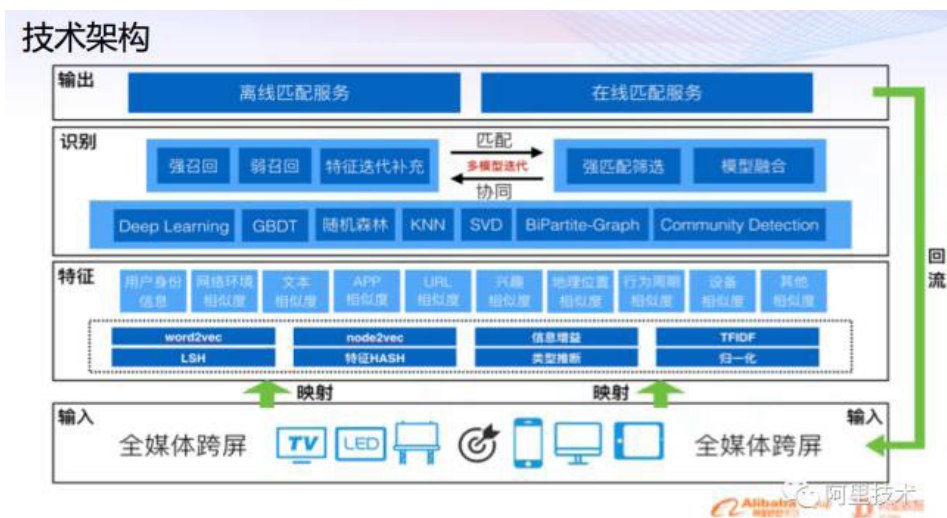 技术架构
输出
离线匹配服务
在线匹配服务
识别
强召回
弱召回
特征迭代补充
匹配
多模型迭代
协同
强匹配筛选
模型融合
Deep Learning
GBDT
随机森林
KNN
SVD
BiPartite-Graph
Community Detection
回
流
特征
用户身份
信息
网络环境
相似度
文本
相似度
APP
相似度
URL
相似度
兴趣
相似度
地理位置
相似度
行为周期
相似度
设备
相似度
其他
相似度
word2vec
node2vec
信息增益
TFIDF
LSH
特征HASH
类型推断
归一化
映射
映射
输入
输入
全媒体跨屏
TV
LED
全媒体跨屏
Alibaba
阿里技术